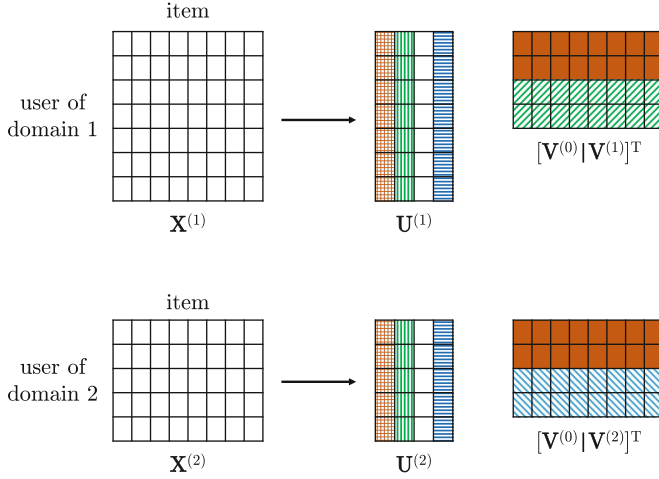 item
user of
domain 1
X⁽¹⁾
U⁽¹⁾
[V⁽⁰⁾|V⁽¹⁾]ᵀ
item
user of
domain 2
X⁽²⁾
U⁽²⁾
[V⁽⁰⁾|V⁽²⁾]ᵀ